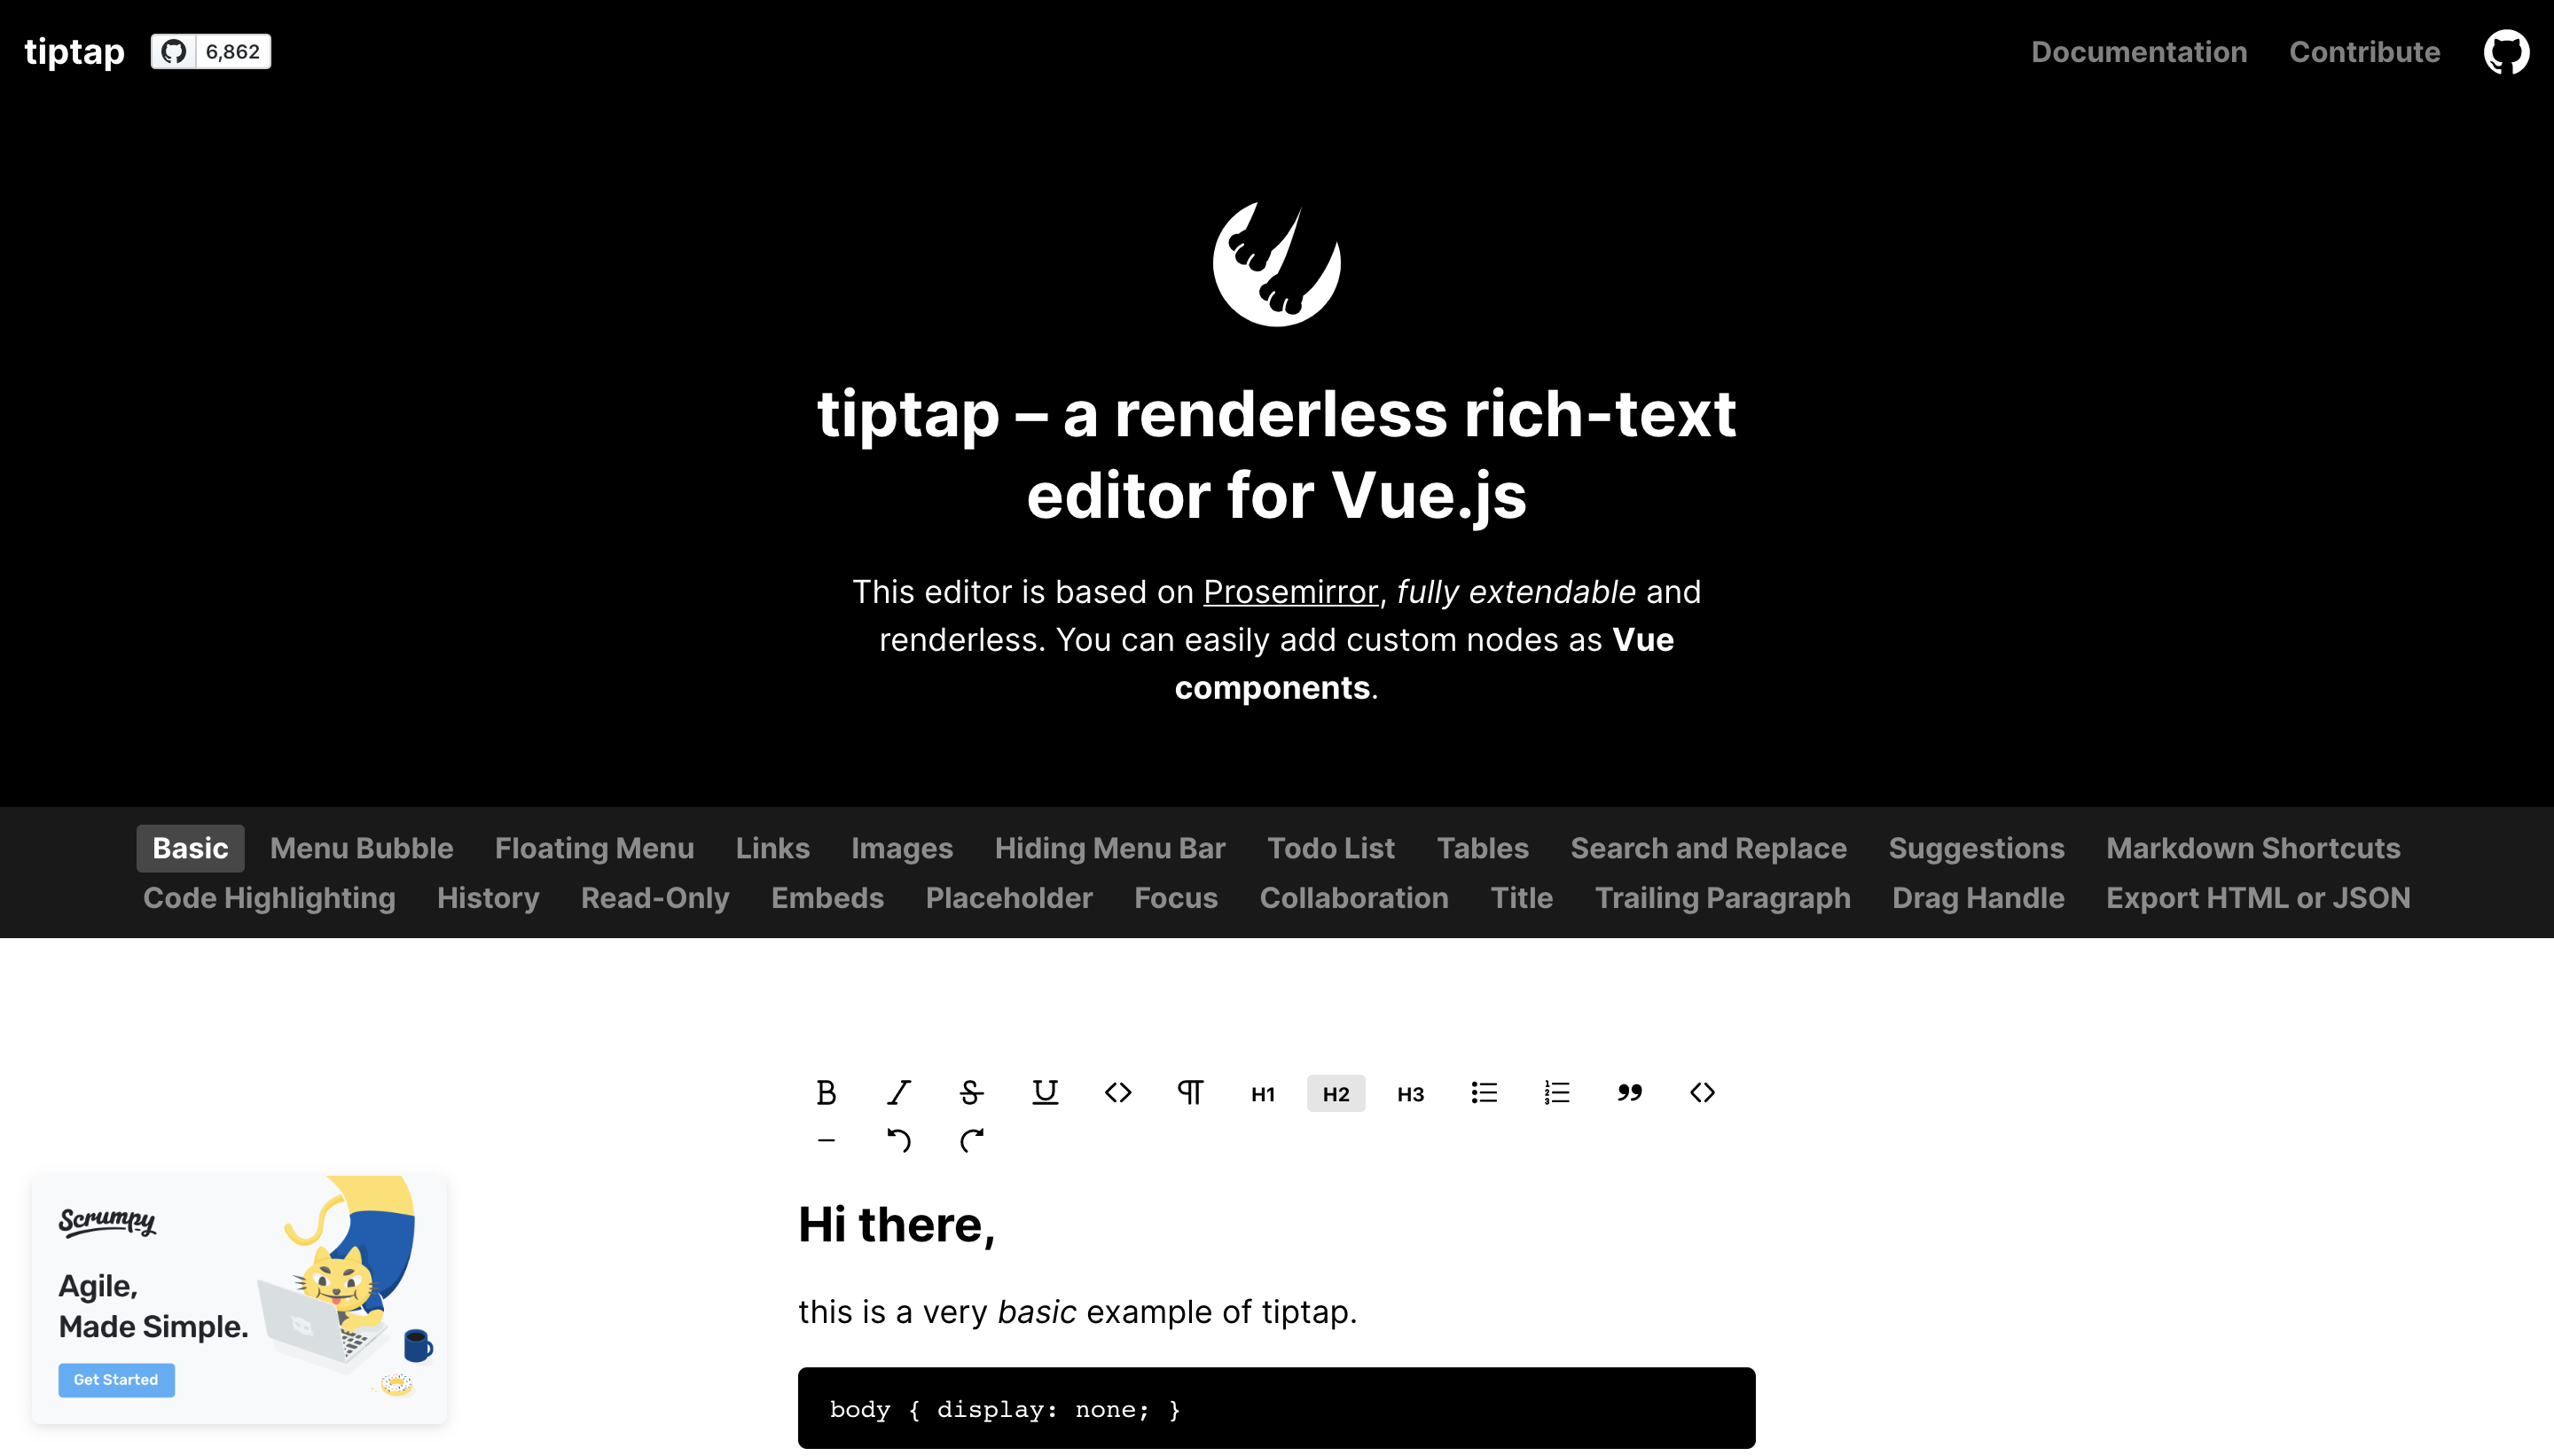 tiptap 6,862 Documentation Contribute
tiptap – a renderless rich-text
editor for Vue.js
This editor is based on Prosemirror, fully extendable and
renderless. You can easily add custom nodes as Vue
components.
Basic Menu Bubble Floating Menu Links Images Hiding Menu Bar Todo List Tables Search and Replace Suggestions Markdown Shortcuts
Code Highlighting History Read-Only Embeds Placeholder Focus Collaboration Title Trailing Paragraph Drag Handle Export HTML or JSON
H1 H2 H3
Hi there,
this is a very basic example of tiptap.
body { display: none; }
Scrumpy
Agile,
Made Simple.
Get Started